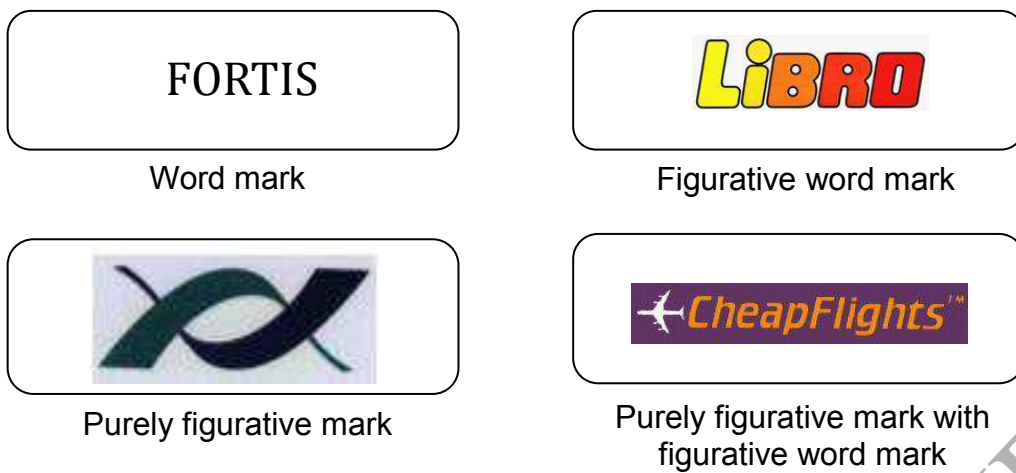 FORTIS
LiBRO
Word mark
Figurative word mark
CheapFlights™
Purely figurative mark
Purely figurative mark with
figurative word mark